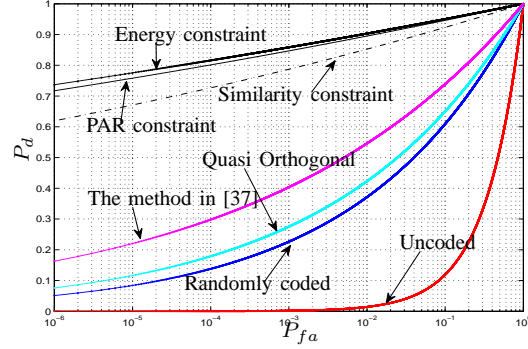 1
0.9
0.8
0.7
0.6
0.5
0.4
0.3
0.2
0.1
0
P_d
Energy constraint
Similarity constraint
PAR constraint
Quasi Orthogonal
The method in [37]
Uncoded
Randomly coded
10^-6
10^-5
10^-4
10^-3
10^-2
10^-1
10^0
P_fa